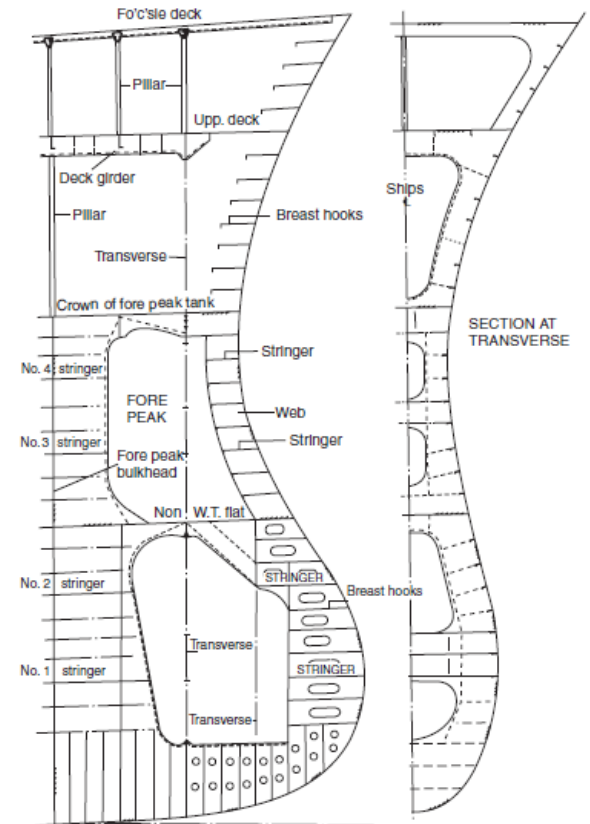 Fo'c'sle deck
Pillar
Upp. deck
Deck girder
Ships
Pillar
Breast hooks
Transverse
Crown of fore peak tank
SECTION AT
TRANSVERSE
Stringer
No. 4 stringer
FORE
PEAK
Web
No.3 stringer
Stringer
Fore peak
bulkhead
Non W.T. flat
No. 2 stringer
STRINGER
Breast hooks
Transverse
No. 1 stringer
STRINGER
Transverse